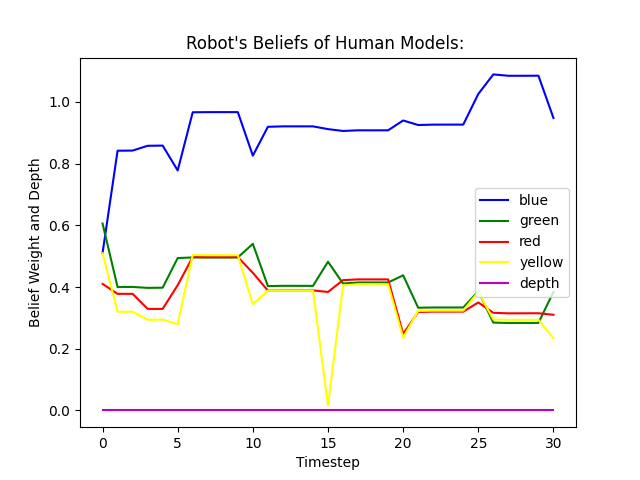 Robot's Beliefs of Human Models:
Belief Weight and Depth
1.0
0.8
0.6
0.4
0.2
0.0
blue
green
red
yellow
depth
0 5 10 15 20 25 30
Timestep